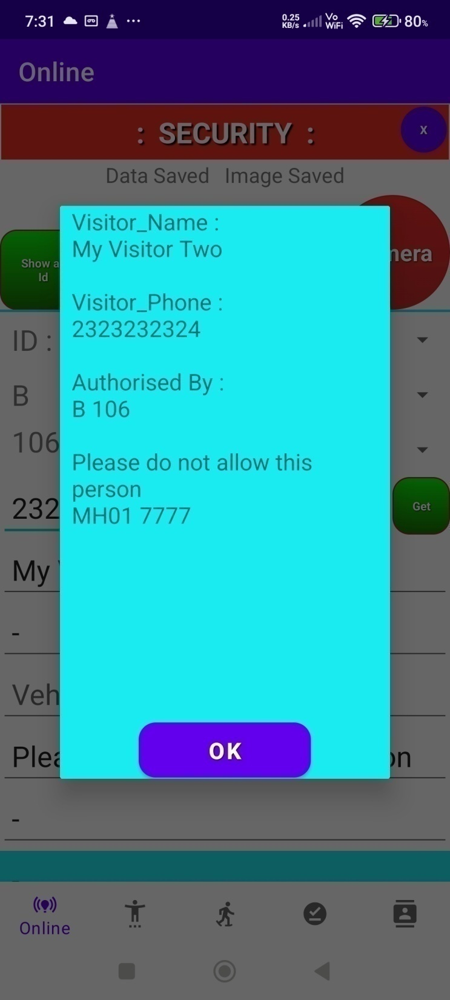 7:31
0.25
KB/s
Vo
WiFi
80%
Online
: SECURITY :
X
Data Saved Image Saved
Show a
Id
mera
Visitor_Name :
My Visitor Two
Visitor_Phone :
2323232324
Authorised By :
B 106
Please do not allow this
person
MH01 7777
ID :
B
106
232
Get
My
-
Veh
Plea
on
-
OK
Online